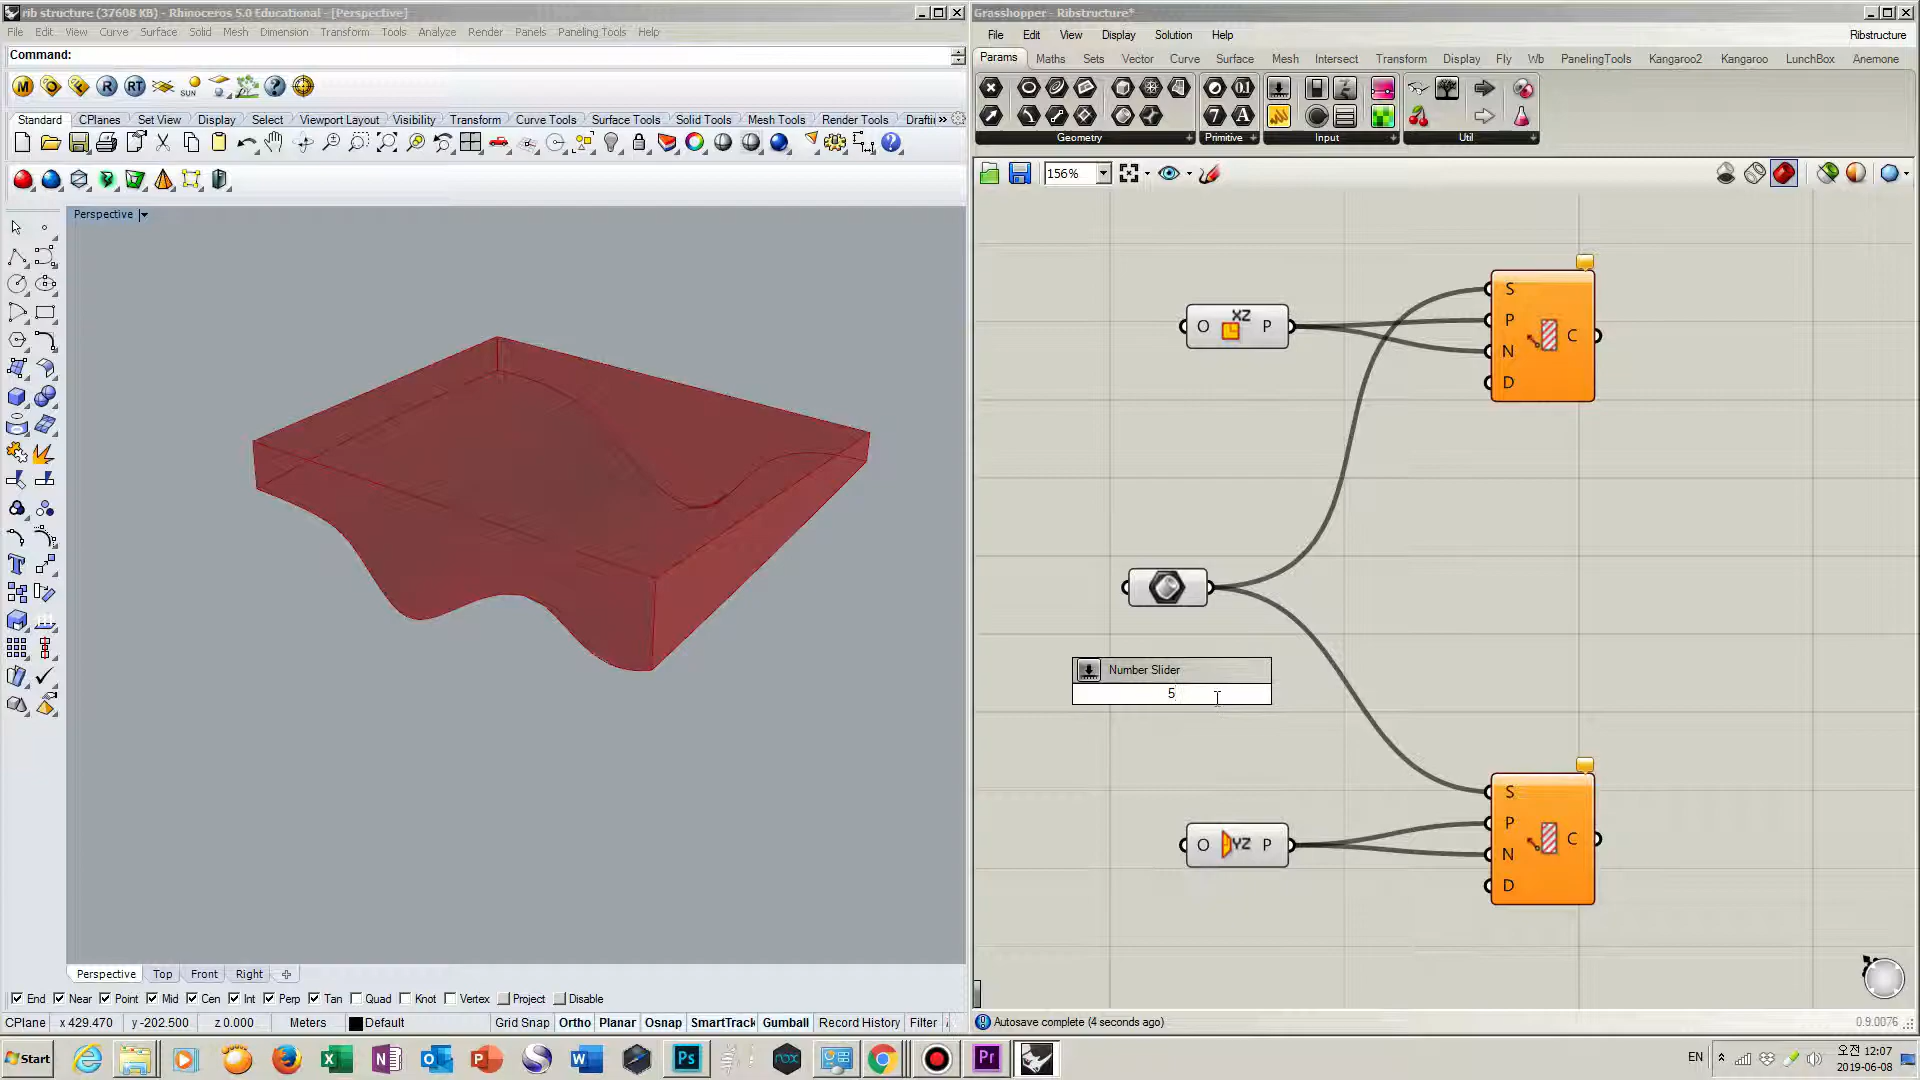 rib structure (37608 KB) - Rhinoceros 5.0 Educational - [Perspective]
File Edit View Curve Surface Solid Mesh Dimension Transform Tools Analyze Render Panels Paneling Tools Help
Command:
Standard CPlanes Set View Display Select Viewport Layout Visibility Transform Curve Tools Surface Tools Solid Tools Mesh Tools Render Tools Drafti »
Perspective
Perspective Top Front Right
End Near Point Mid Cen Int Perp Tan Quad Knot Vertex Project Disable
CPlane x 429.470 y -202.500 z 0.000 Meters Default Grid Snap Ortho Planar Osnap SmartTrack Gumball Record History Filter
Grasshopper - Ribstructure*
File Edit View Display Solution Help Ribstructure
Params Maths Sets Vector Curve Surface Mesh Intersect Transform Display Fly Wb PanelingTools Kangaroo2 Kangaroo LunchBox Anemone
Geometry Primitive Input Util
156%
O XZ P
S
P
N
D
C
Number Slider
5
O YZ P
S
P
N
D
C
Autosave complete (4 seconds ago)
0.9.0076
Start
EN
오전 12:07
2019-06-08